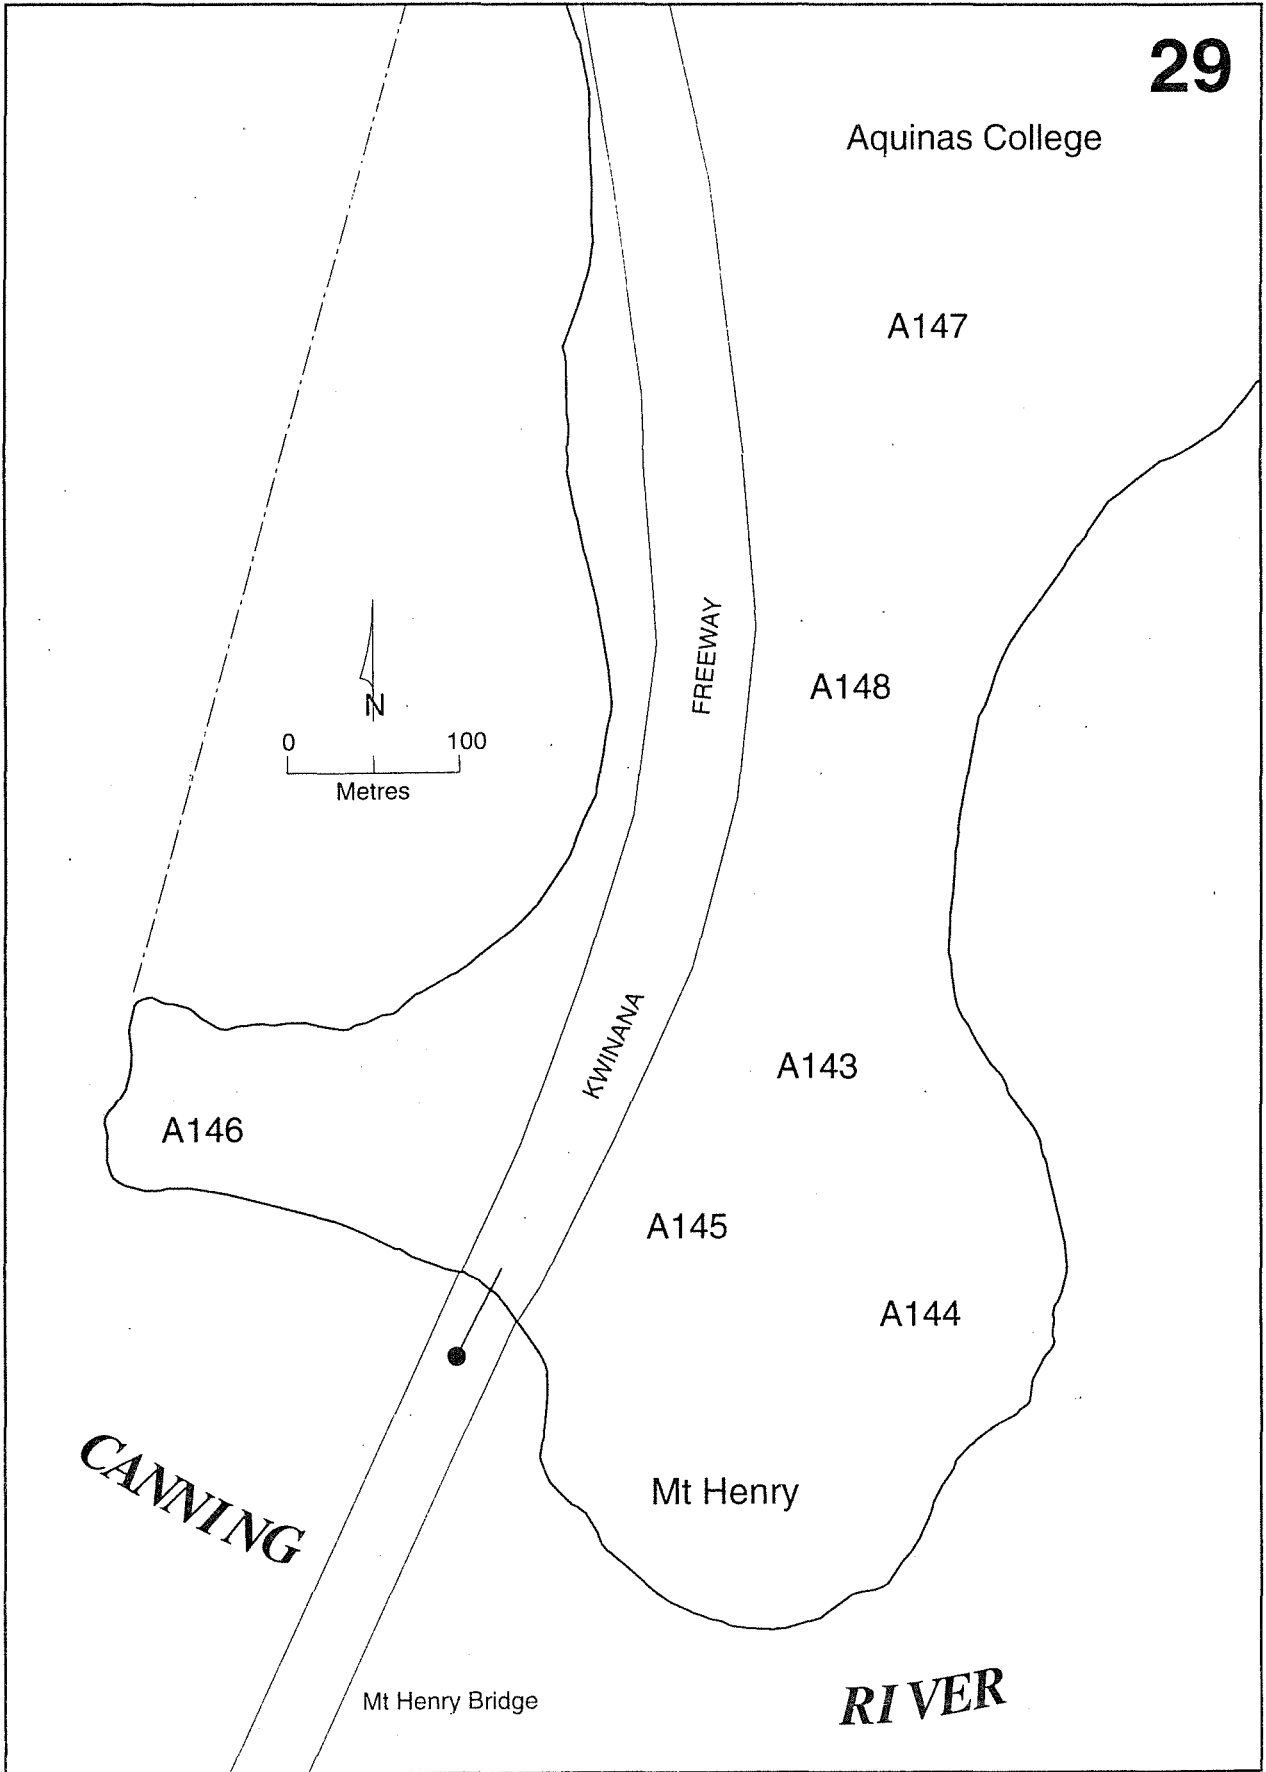 29
Aquinas College
A147
FREEWAY
A148
N
0 100
Metres
KWINANA
A143
A146
A145
A144
CANNING
Mt Henry
RIVER
Mt Henry Bridge